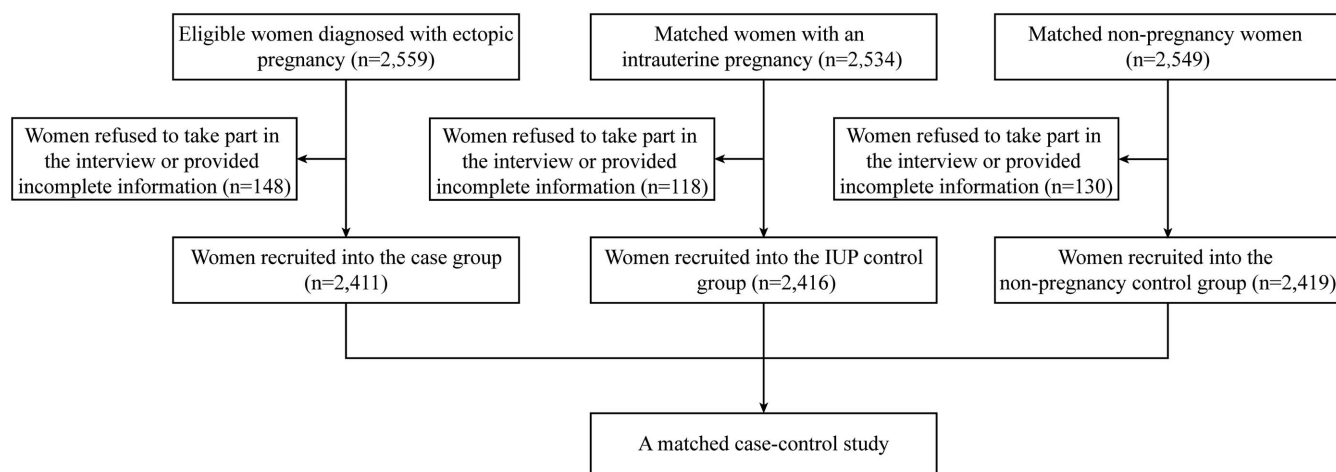 Eligible women diagnosed with ectopic
pregnancy (n=2,559)
Matched women with an
intrauterine pregnancy (n=2,534)
Matched non-pregnancy women
(n=2,549)
Women refused to take part in
the interview or provided
incomplete information (n=148)
Women refused to take part in
the interview or provided
incomplete information (n=118)
Women refused to take part in
the interview or provided
incomplete information (n=130)
Women recruited into the case group
(n=2,411)
Women recruited into the IUP control
group (n=2,416)
Women recruited into the
non-pregnancy control group (n=2,419)
A matched case-control study